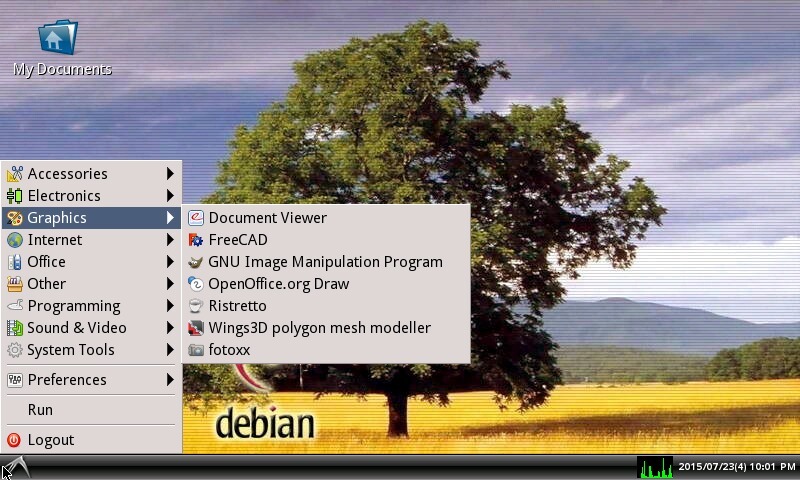 My Documents
Accessories
Electronics
Graphics
Internet
Office
Other
Programming
Sound & Video
System Tools
Preferences
Run
Logout
Document Viewer
FreeCAD
GNU Image Manipulation Program
OpenOffice.org Draw
Ristretto
Wings3D polygon mesh modeller
fotoxx
debian
2015/07/23(4) 10:01 PM